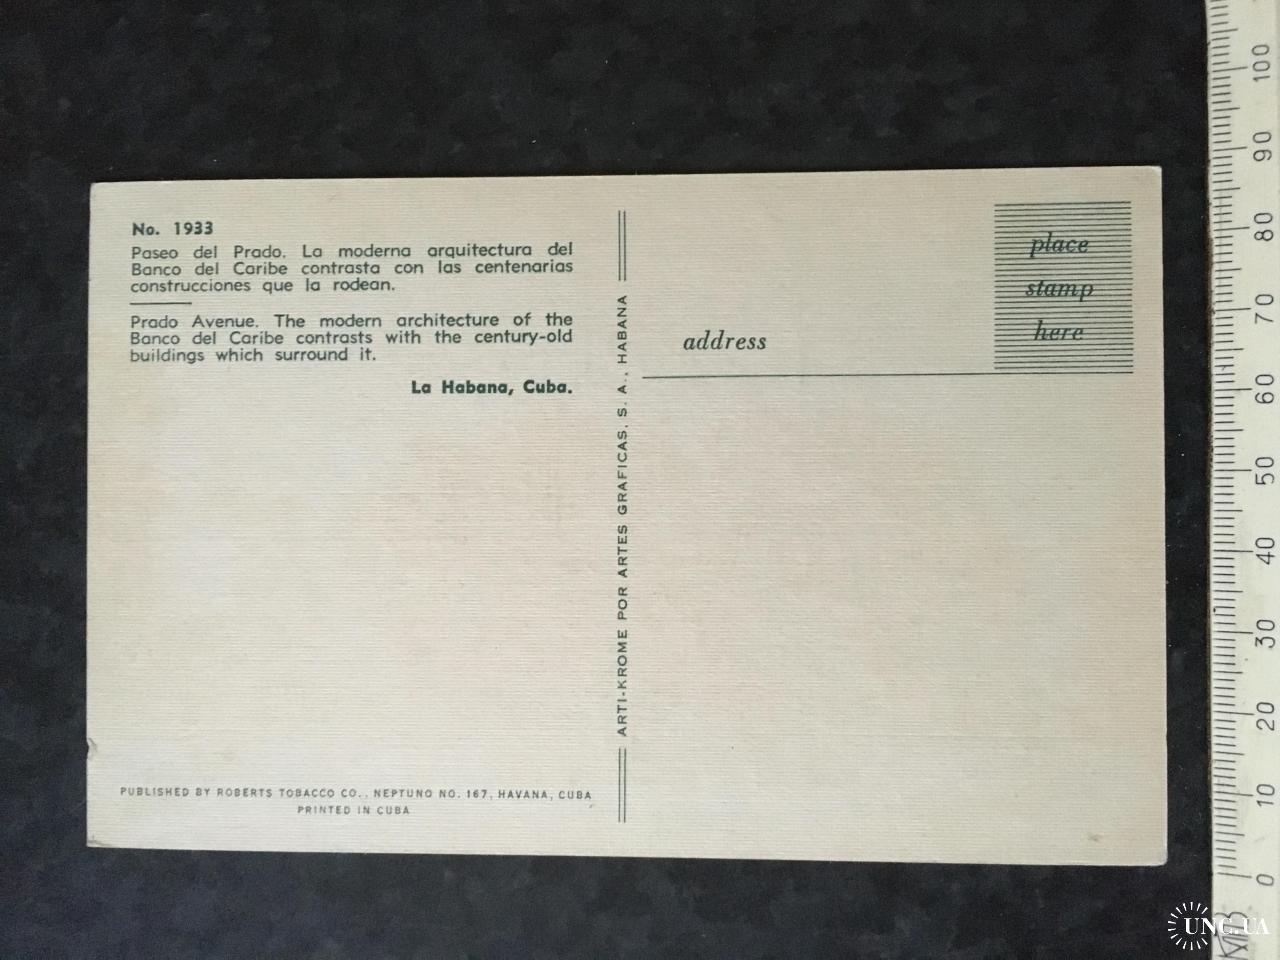 No. 1933
Paseo del Prado. La moderna arquitectura del
Banco del Caribe contrasta con las centenarias
construcciones que la rodean.
Prado Avenue. The modern architecture of the
Banco del Caribe contrasts with the century-old
buildings which surround it.
La Habana, Cuba.
PUBLISHED BY ROBERTS TOBACCO CO., NEPTUNO NO. 167, HAVANA, CUBA
PRINTED IN CUBA
ARTI-KROME POR ARTES GRAFICAS, S. A., HABANA
place
stamp
here
address
100
90
80
70
60
50
40
30
20
10
0
UNC.UA